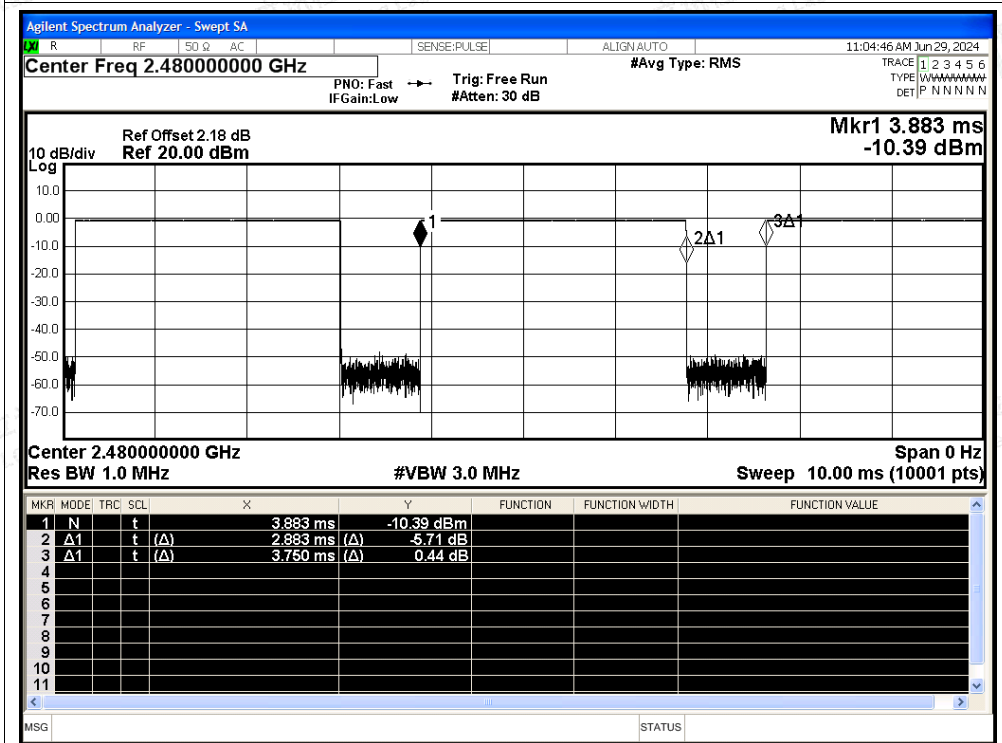 Agilent Spectrum Analyzer - Swept SA
LXI R RF 50 Ω AC SENSE:PULSE ALIGN AUTO 11:04:46 AM Jun 29, 2024
Center Freq 2.480000000 GHz #Avg Type: RMS TRACE 1 2 3 4 5 6
PNO: Fast Trig: Free Run TYPE W
IFGain:Low #Atten: 30 dB DET P N N N N N
Mkr1 3.883 ms
Ref Offset 2.18 dB
10 dB/div Ref 20.00 dBm -10.39 dBm
Log
10.0
0.00
-10.0
-20.0
-30.0
-40.0
-50.0
-60.0
-70.0
1
2Δ1
3Δ1
Center 2.480000000 GHz Span 0 Hz
Res BW 1.0 MHz #VBW 3.0 MHz Sweep 10.00 ms (10001 pts)
MKR MODE TRC SCL X Y FUNCTION FUNCTION WIDTH FUNCTION VALUE
1 N t 3.883 ms -10.39 dBm
2 Δ1 t (Δ) 2.883 ms (Δ) -5.71 dB
3 Δ1 t (Δ) 3.750 ms (Δ) 0.44 dB
4
5
6
7
8
9
10
11
MSG STATUS